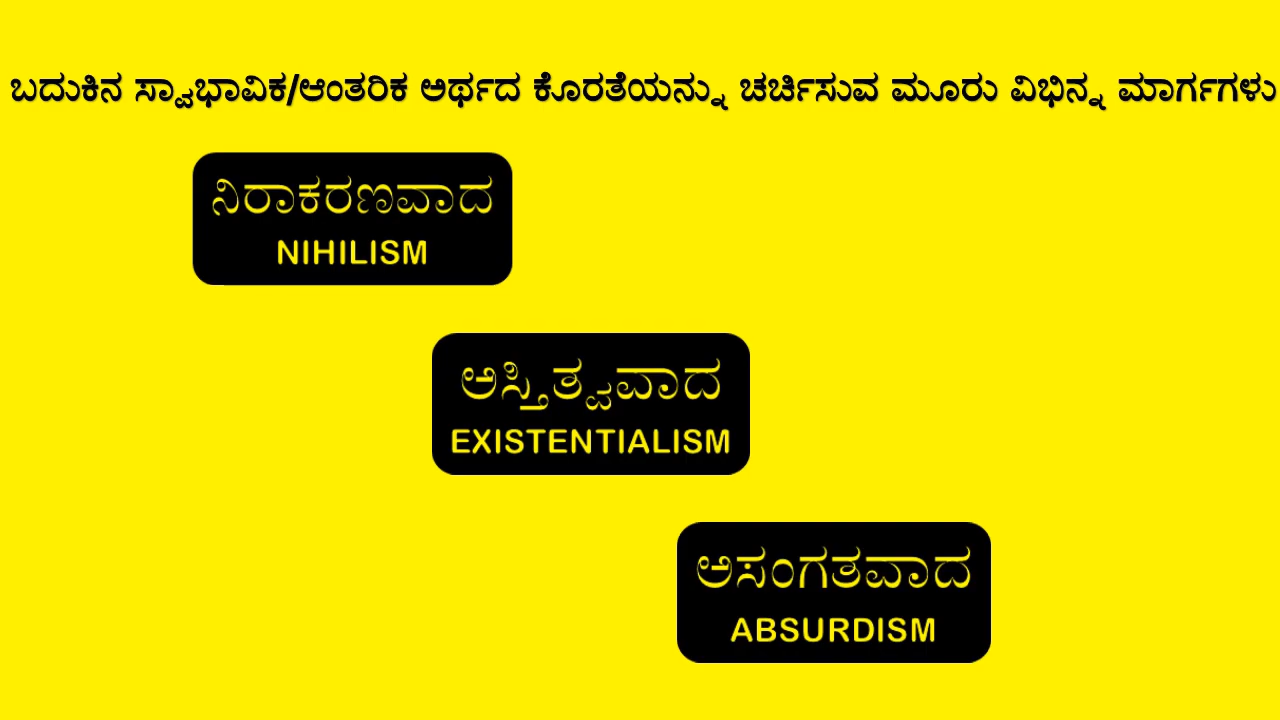 ಬದುಕಿನ ಸ್ವಾಭಾವಿಕ/ಆಂತರಿಕ ಅರ್ಥದ ಕೊರತೆಯನ್ನು ಚರ್ಚಿಸುವ ಮೂರು ವಿಭಿನ್ನ ಮಾರ್ಗಗಳು
ನಿರಾಕರಣವಾದ
NIHILISM
ಅಸ್ತಿತ್ವವಾದ
EXISTENTIALISM
ಅಸಂಗತವಾದ
ABSURDISM